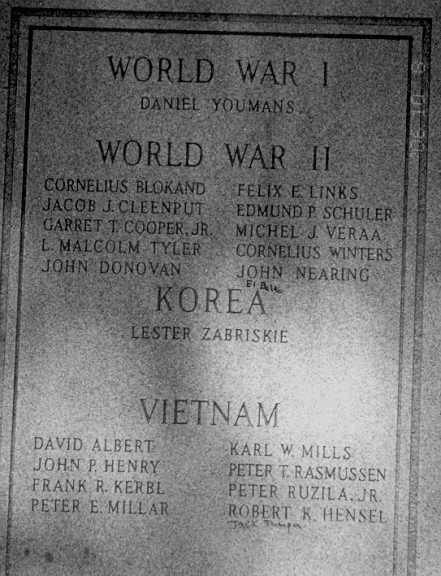 WORLD WAR I
DANIEL YOUMANS
WORLD WAR II
CORNELIUS BLOKAND FELIX E. LINKS
JACOB J. CLEENPUT EDMUND P. SCHULER
GARRET T. COOPER, JR. MICHEL J. VERAA
L. MALCOLM TYLER CORNELIUS WINTERS
JOHN DONOVAN JOHN NEARING
KOREA
LESTER ZABRISKIE
VIETNAM
DAVID ALBERT KARL W. MILLS
JOHN P. HENRY PETER T. RASMUSSEN
FRANK R. KERBL PETER RUZILA, JR.
PETER E. MILLAR ROBERT K. HENSEL
Jack